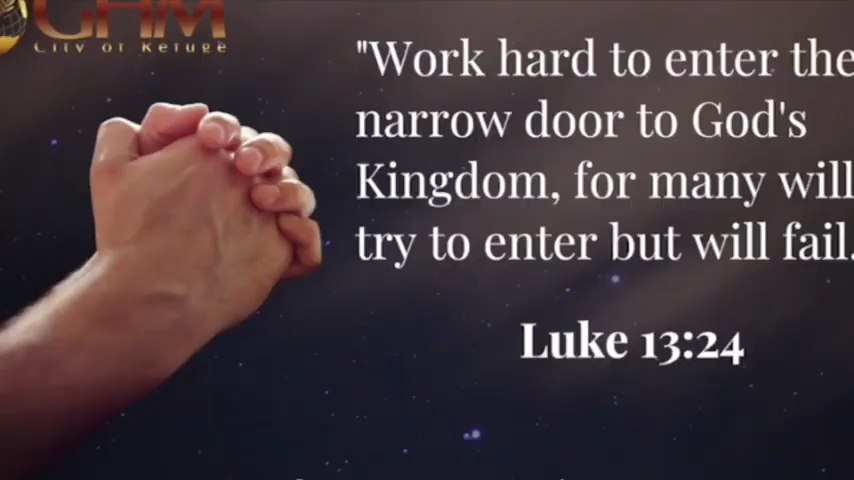 GHM
City of Refuge
"Work hard to enter the
narrow door to God's
Kingdom, for many will
try to enter but will fail.
Luke 13:24